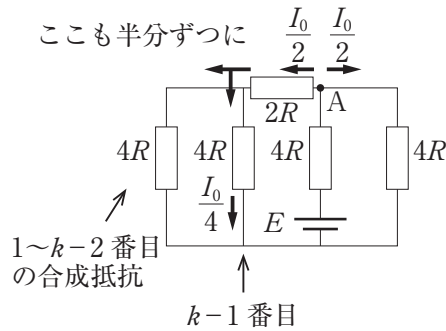 ここも半分ずつに
I₀/2 I₀/2
A
2R
4R 4R 4R 4R
I₀/4
E
1〜k−2 番目
の合成抵抗
k−1 番目